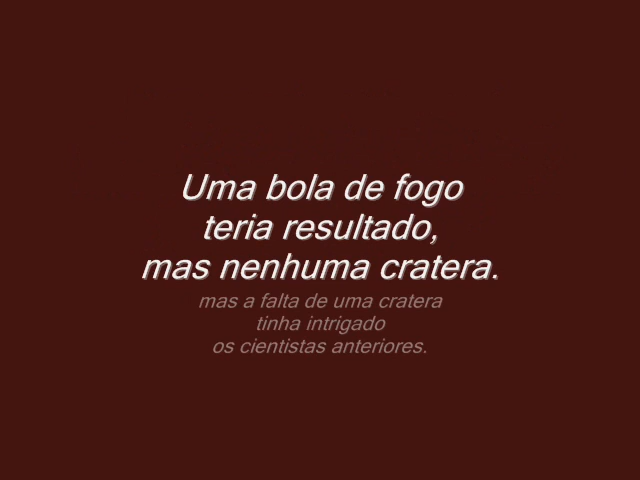 Uma bola de fogo
teria resultado,
mas nenhuma cratera.
mas a falta de uma cratera
tinha intrigado
os cientistas anteriores.